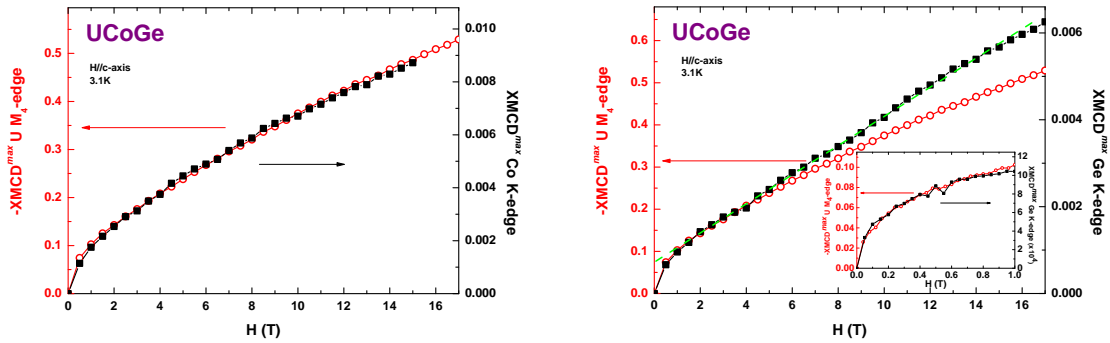 UCoGe
H//c-axis
3.1K
-XMCD^max U M₄-edge
0.5
0.4
0.3
0.2
0.1
0.0
0 2 4 6 8 10 12 14 16
H (T)
0.010
0.008
0.006
0.004
0.002
0.000
XMCD^max Co K-edge
UCoGe
H//c-axis
3.1K
-XMCD^max U M₄-edge
0.6
0.5
0.4
0.3
0.2
0.1
0.0
0 2 4 6 8 10 12 14 16
H (T)
0.006
0.004
0.002
0.000
XMCD^max Ge K-edge
-XMCD^max U M₄-edge
0.10
0.08
0.06
0.04
0.02
0.00
0.0 0.2 0.4 0.6 0.8 1.0
H (T)
12
10
8
6
4
2
0
XMCD^max Ge K-edge (x10⁻⁴)